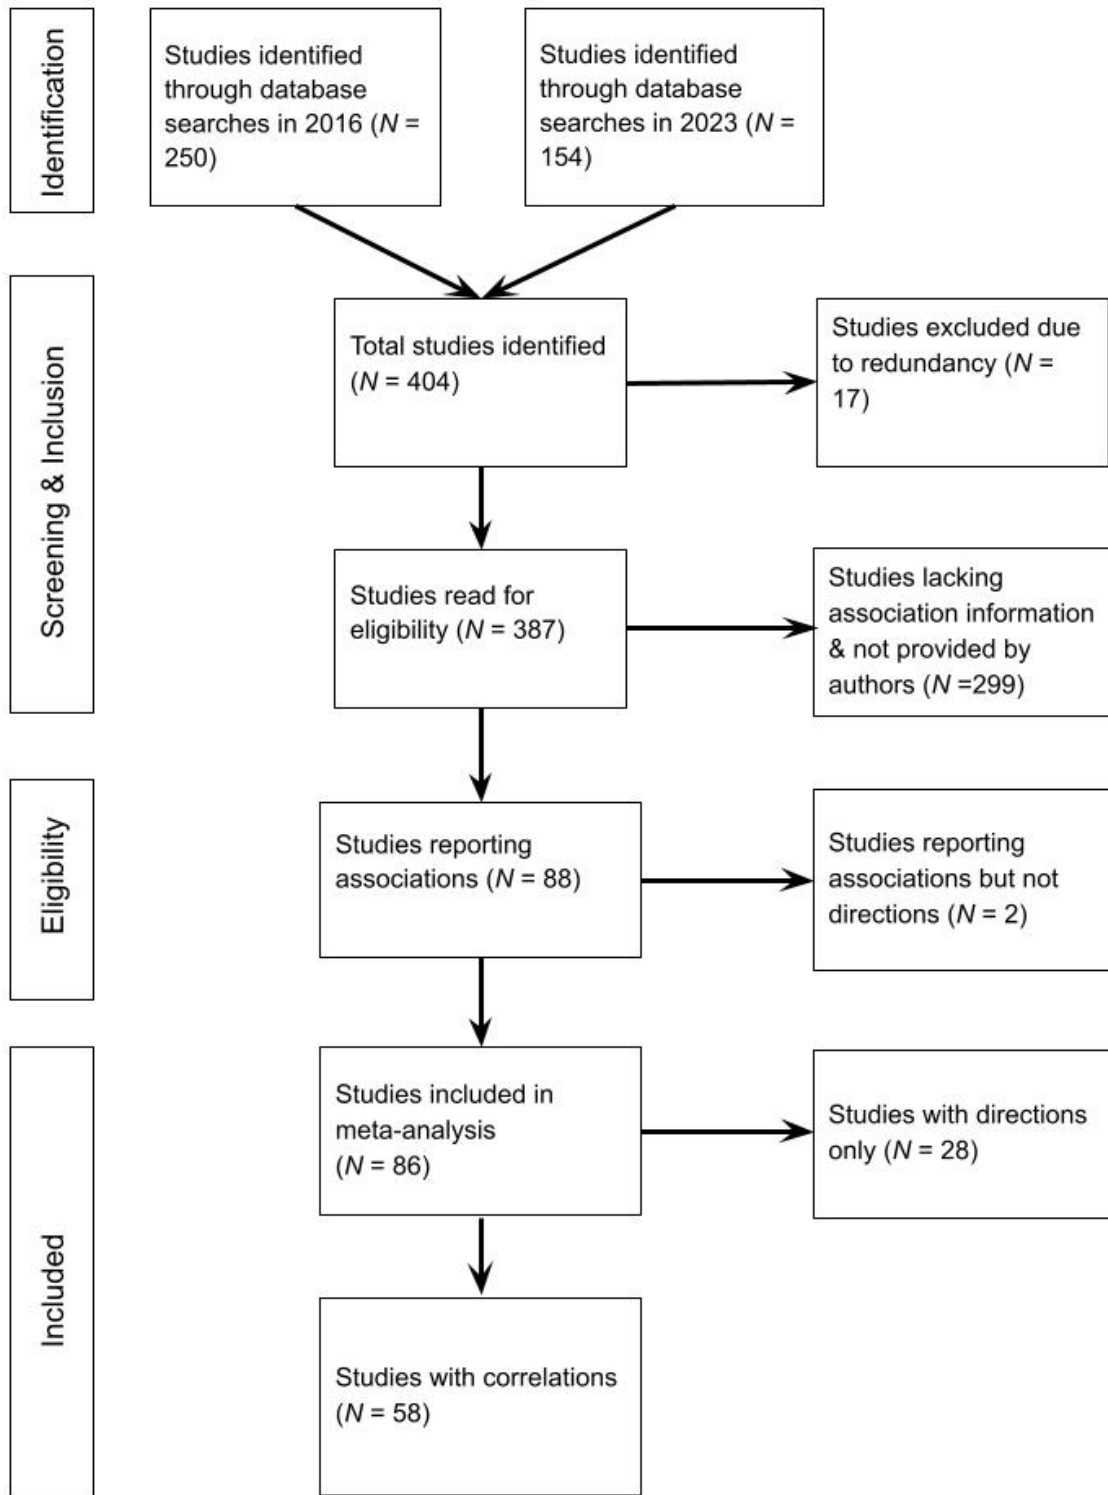 Identification
Studies identified
through database
searches in 2016 (N =
250)
Studies identified
through database
searches in 2023 (N =
154)
Screening & Inclusion
Total studies identified
(N = 404)
Studies excluded due
to redundancy (N =
17)
Studies read for
eligibility (N = 387)
Studies lacking
association information
& not provided by
authors (N =299)
Eligibility
Studies reporting
associations (N = 88)
Studies reporting
associations but not
directions (N = 2)
Included
Studies included in
meta-analysis
(N = 86)
Studies with directions
only (N = 28)
Studies with correlations
(N = 58)